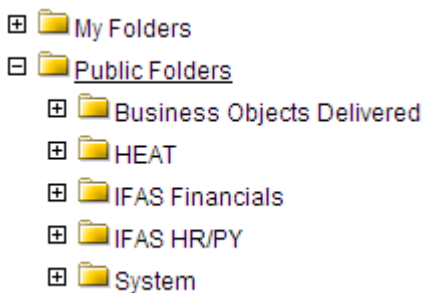 My Folders
Public Folders
Business Objects Delivered
HEAT
IFAS Financials
IFAS HR/PY
System